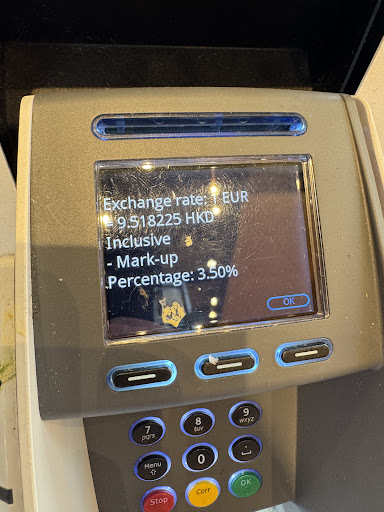 Exchange rate: 1 EUR
= 9.518225 HKD
Inclusive
- Mark-up
Percentage: 3.50%
OK
7 8 9
pqrs tuv wxyz
Menu 0
Stop Corr OK